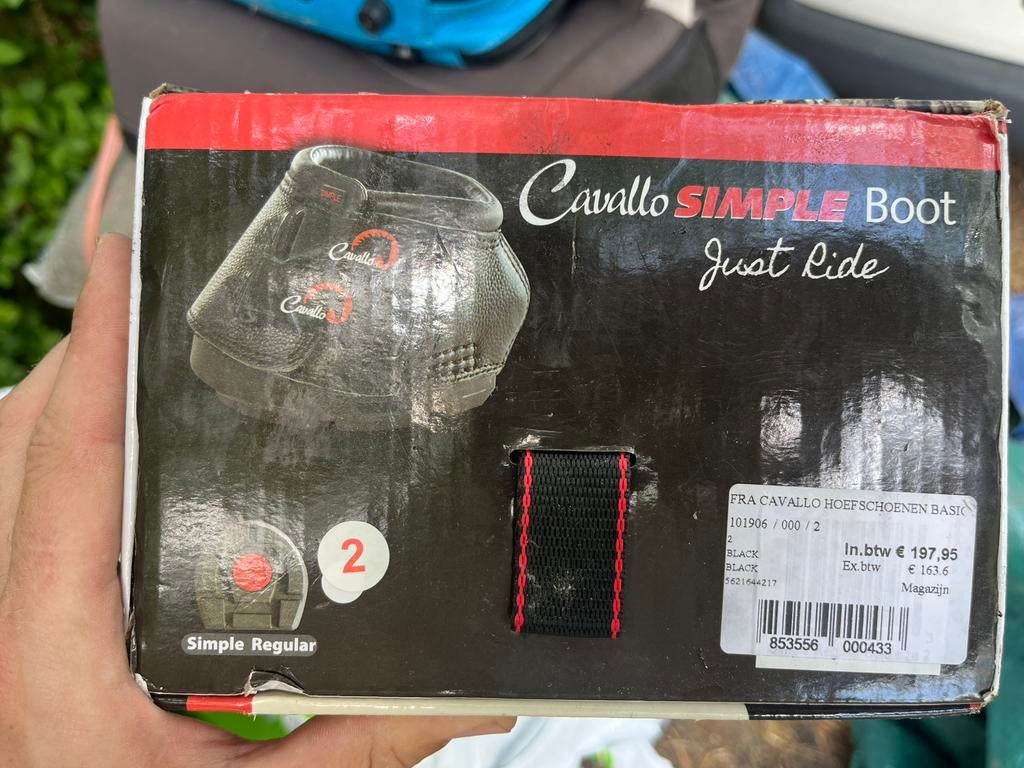 Cavallo SIMPLE Boot
Just Ride
SIMPLE
Cavallo
Cavallo
2
Simple Regular
FRA CAVALLO HOEFSCHOENEN BASIC
101906 / 000 / 2
2
BLACK
BLACK
5621644217
In.btw € 197,95
Ex.btw € 163.6
Magazijn
853556 000433